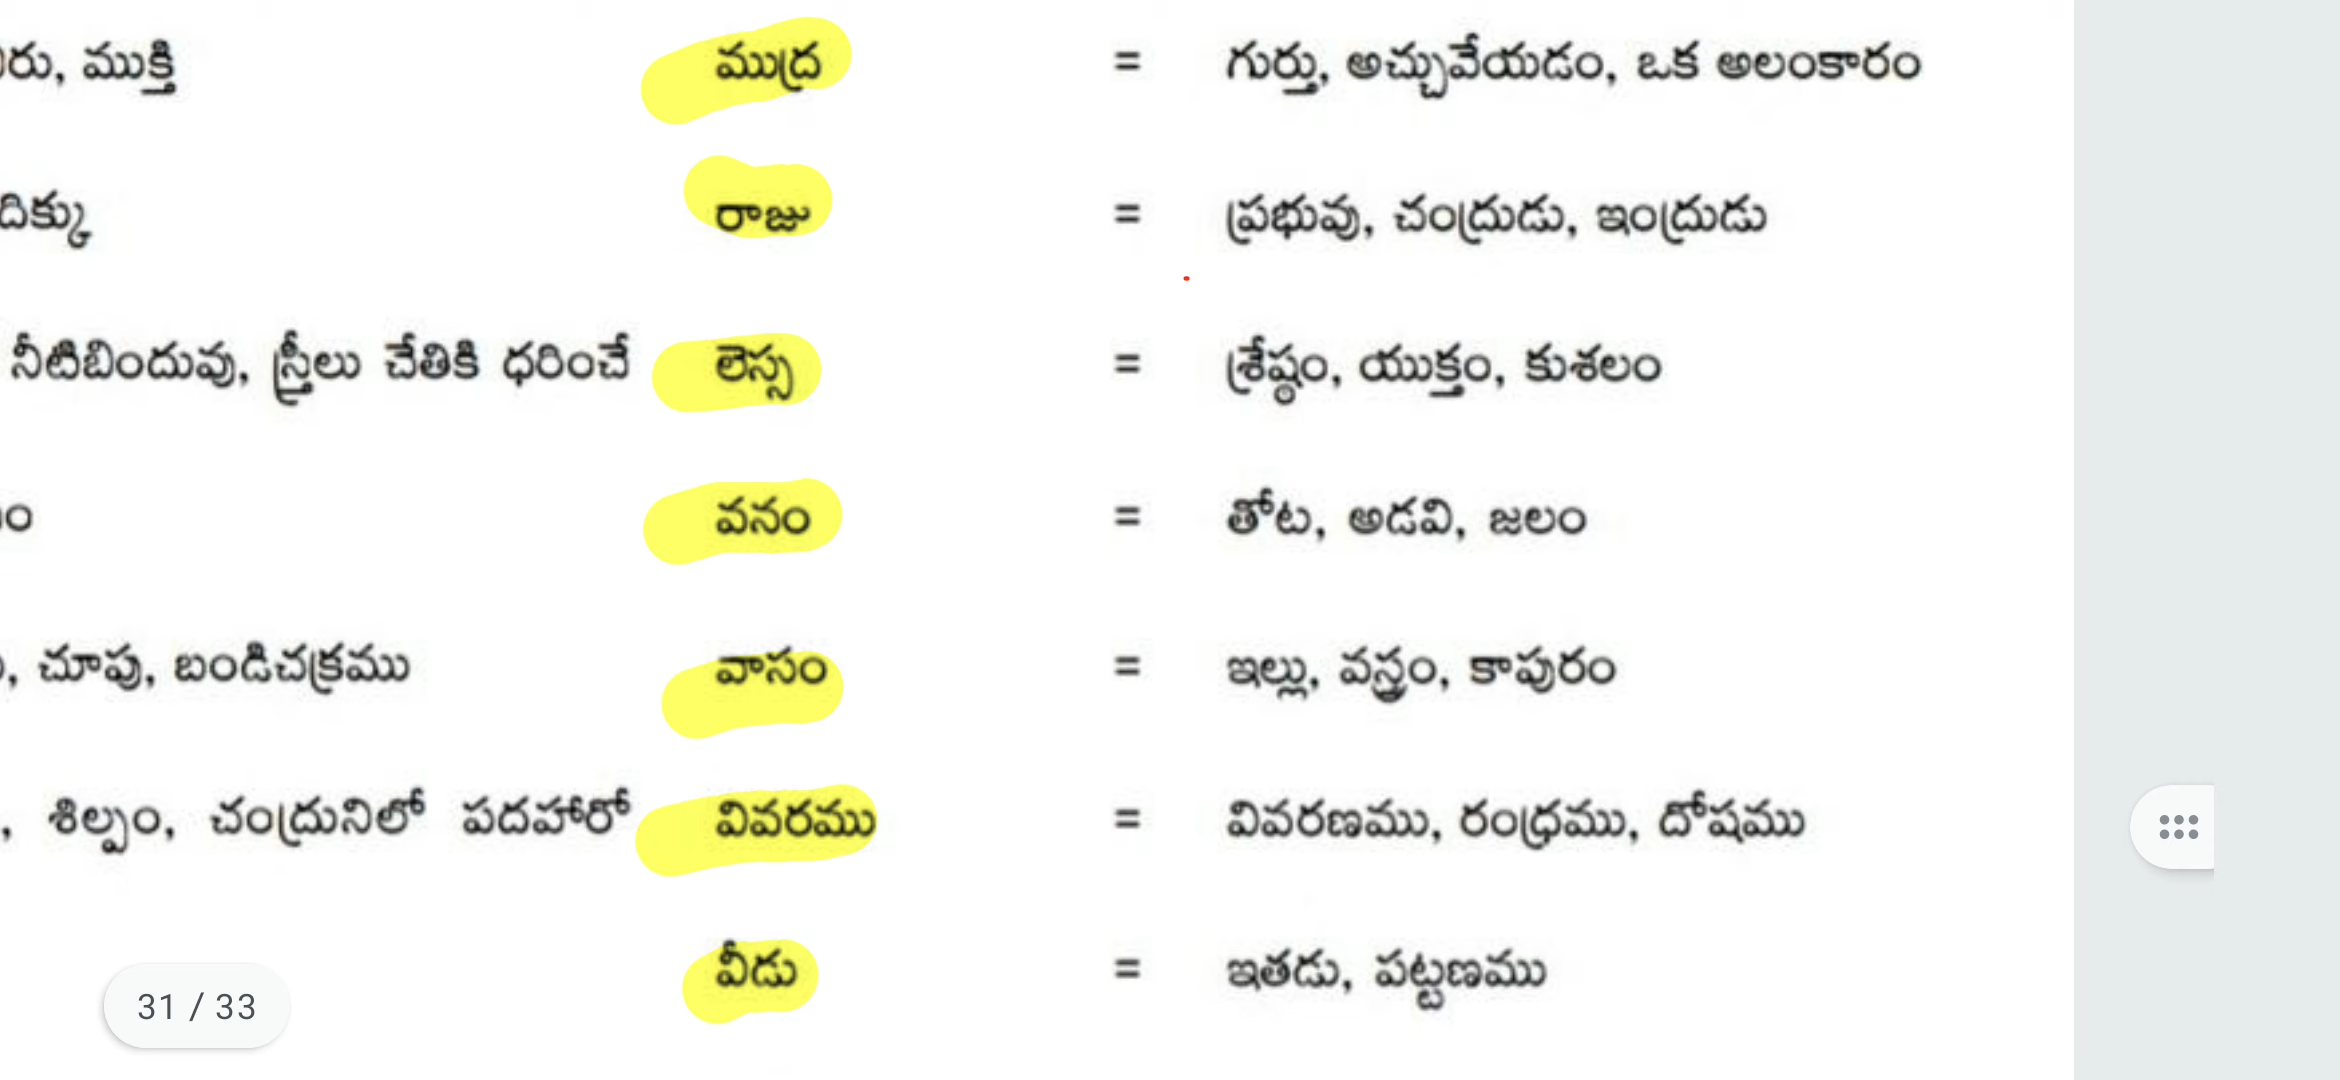 ముక్తి ముద్ర = గుర్తు, అచ్చువేయడం, ఒక అలంకారం
దిక్కు రాజు = ప్రభువు, చంద్రుడు, ఇంద్రుడు
నీటిబిందువు, స్త్రీలు చేతికి ధరించే లెస్స = శ్రేష్ఠం, యుక్తం, కుశలం
వనం = తోట, అడవి, జలం
, చూపు, బండిచక్రము వాసం = ఇల్లు, వస్త్రం, కాపురం
, శిల్పం, చంద్రునిలో పదహారో వివరము = వివరణము, రంధ్రము, దోషము
వీడు = ఇతడు, పట్టణము
31 / 33